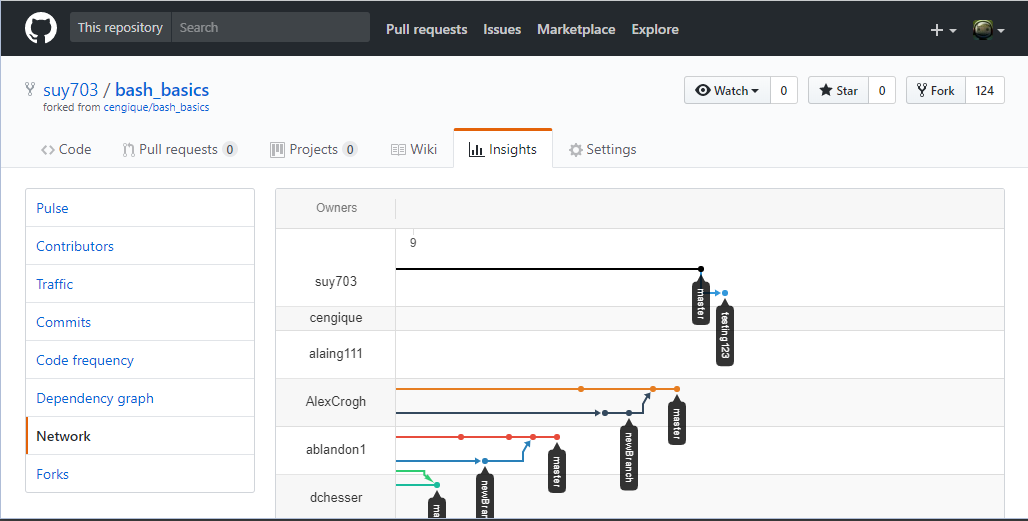 This repository Search Pull requests Issues Marketplace Explore
suy703 / bash_basics
forked from cengique/bash_basics
Watch 0 Star 0 Fork 124
Code Pull requests 0 Projects 0 Wiki Insights Settings
Pulse
Contributors
Traffic
Commits
Code frequency
Dependency graph
Network
Forks
Owners
9
suy703
master
testing123
cengique
alaing111
AlexCrogh
master
newBranch
ablandon1
master
newBran
dchesser
ma